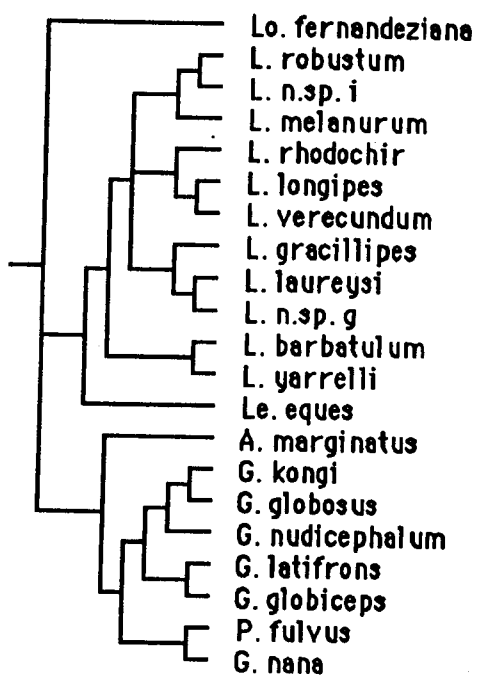 Lo. fernandeziana
L. robustum
L. n.sp. i
L. melanurum
L. rhodochir
L. longipes
L. verecundum
L. gracillipes
L. laureysi
L. n.sp. g
L. barbatulum
L. yarrelli
Le. eques
A. marginatus
G. kongi
G. globosus
G. nudicephalum
G. latifrons
G. globiceps
P. fulvus
G. nana